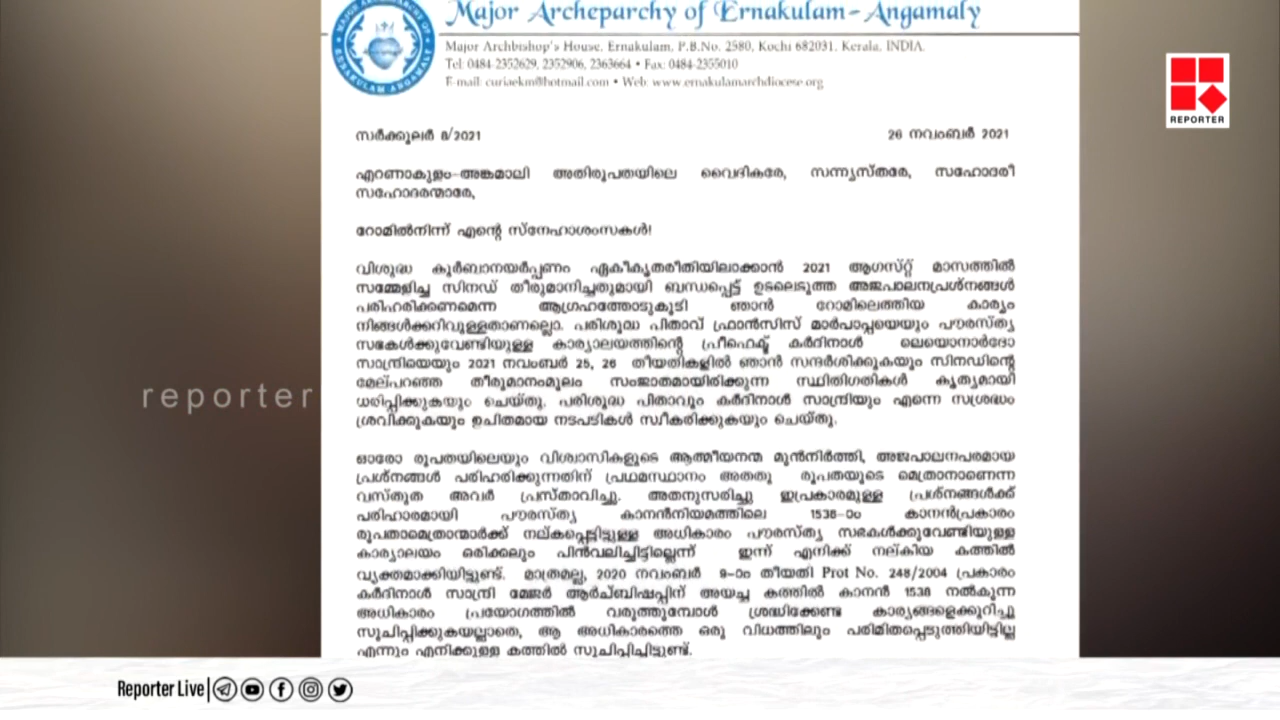 Major Archeparchy of Ernakulam-Angamaly
MAJOR ARCHEPARCHY OF ERNAKULAM-ANGAMALY
Major Archbishop's House, Ernakulam, P.B.No. 2580, Kochi 682031, Kerala, INDIA.
Tel: 0484-2352629, 2352906, 2363664 • Fax: 0484-2355010
E-mail: curiaekm@hotmail.com • Web: www.ernakulamarchdiocese.org
REPORTER
സർക്കുലർ 8/2021 26 നവംബർ 2021
എറണാകുളം-അങ്കമാലി അതിരൂപതയിലെ വൈദികരേ, സന്ന്യസ്തരേ, സഹോദരീ
സഹോദരന്മാരേ,
റോമിൽനിന്ന് എന്റെ സ്നേഹാശംസകൾ!
വിശുദ്ധ കുർബാനയർപ്പണം ഏകീകൃതരീതിയിലാക്കാൻ 2021 ആഗസ്റ്റ് മാസത്തിൽ
സമ്മേളിച്ച സിനഡ് തീരുമാനിച്ചതുമായി ബന്ധപ്പെട്ട് ഉടലെടുത്ത അജപാലനപ്രശ്നങ്ങൾ
പരിഹരിക്കണമെന്ന ആഗ്രഹത്തോടുകൂടി ഞാൻ റോമിലെത്തിയ കാര്യം
നിങ്ങൾക്കറിവുള്ളതാണല്ലൊ. പരിശുദ്ധ പിതാവ് ഫ്രാൻസിസ് മാർപാപ്പയെയും പൗരസ്ത്യ
സഭകൾക്കുവേണ്ടിയുള്ള കാര്യാലയത്തിന്റെ പ്രീഫെക്ട് കർദിനാൾ ലെയൊനാർദോ
സാന്ദ്രിയെയും 2021 നവംബർ 25, 26 തീയതികളിൽ ഞാൻ സന്ദർശിക്കുകയും സിനഡിന്റെ
മേല്പറഞ്ഞ തീരുമാനംമൂലം സംജാതമായിരിക്കുന്ന സ്ഥിതിഗതികൾ കൃത്യമായി
reporter
ധരിപ്പിക്കുകയും ചെയ്തു. പരിശുദ്ധ പിതാവും കർദിനാൾ സാന്ദ്രിയും എന്നെ സശ്രദ്ധം
ശ്രവിക്കുകയും ഉചിതമായ നടപടികൾ സ്വീകരിക്കുകയും ചെയ്തു.
ഓരോ രൂപതയിലെയും വിശ്വാസികളുടെ ആത്മീയനന്മ മുൻനിർത്തി, അജപാലനപരമായ
പ്രശ്നങ്ങൾ പരിഹരിക്കുന്നതിന് പ്രഥമസ്ഥാനം അതതു രൂപതയുടെ മെത്രാനാണെന്ന
വസ്തുത അവർ പ്രസ്താവിച്ചു. അതനുസരിച്ചു ഇപ്രകാരമുള്ള പ്രശ്നങ്ങൾക്ക്
പരിഹാരമായി പൗരസ്ത്യ കാനൻനിയമത്തിലെ 1538-ാം കാനൻപ്രകാരം
രൂപതാമെത്രാന്മാർക്ക് നല്കപ്പെട്ടിട്ടുള്ള അധികാരം പൗരസ്ത്യ സഭകൾക്കുവേണ്ടിയുള്ള
കാര്യാലയം ഒരിക്കലും പിൻവലിച്ചിട്ടില്ലെന്ന് ഇന്ന് എനിക്ക് നല്കിയ കത്തിൽ
വ്യക്തമാക്കിയിട്ടുണ്ട്. മാത്രമല്ല, 2020 നവംബർ 9-ാം തീയതി Prot No. 248/2004 പ്രകാരം
കർദിനാൾ സാന്ദ്രി മേജർ ആർച്ബിഷപ്പിന് അയച്ച കത്തിൽ കാനൻ 1538 നൽകുന്ന
അധികാരം പ്രയോഗത്തിൽ വരുത്തുമ്പോൾ ശ്രദ്ധിക്കേണ്ട കാര്യങ്ങളെക്കുറിച്ചു
സൂചിപ്പിക്കുകയല്ലാതെ, ആ അധികാരത്തെ ഒരു വിധത്തിലും പരിമിതപ്പെടുത്തിയിട്ടില്ല
എന്നും എനിക്കുള്ള കത്തിൽ സൂചിപ്പിച്ചിട്ടുണ്ട്.
Reporter Live